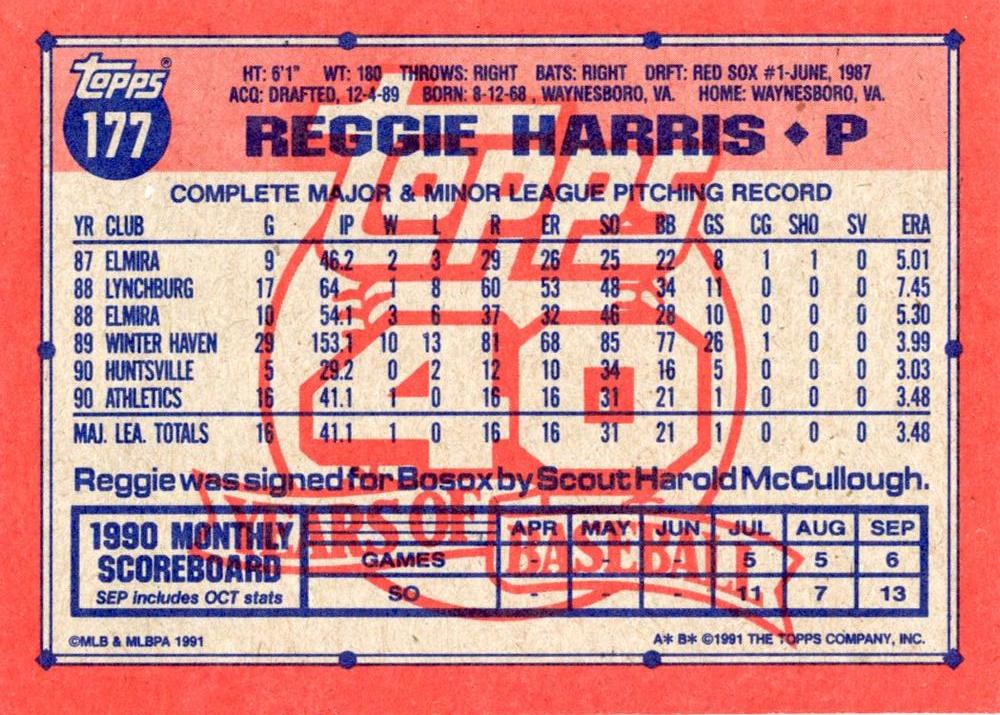 topps®
177
HT: 6'1" WT: 180 THROWS: RIGHT BATS: RIGHT DRFT: RED SOX #1-JUNE, 1987
ACQ: DRAFTED, 12-4-89 BORN: 8-12-68 , WAYNESBORO, VA. HOME: WAYNESBORO, VA.
REGGIE HARRIS ◆ P
topps
COMPLETE MAJOR & MINOR LEAGUE PITCHING RECORD
YR CLUB G IP W L R ER SO BB GS CG SHO SV ERA
87 ELMIRA 9 46.2 2 3 29 26 25 22 8 1 1 0 5.01
88 LYNCHBURG 17 64 1 8 60 53 48 34 11 0 0 0 7.45
88 ELMIRA 10 54.1 3 6 37 32 46 28 10 0 0 0 5.30
89 WINTER HAVEN 29 153.1 10 13 81 68 85 77 26 1 0 0 3.99
90 HUNTSVILLE 5 29.2 0 2 12 10 34 16 5 0 0 0 3.03
90 ATHLETICS 16 41.1 1 0 16 16 31 21 1 0 0 0 3.48
MAJ. LEA. TOTALS 16 41.1 1 0 16 16 31 21 1 0 0 0 3.48
40
Reggie was signed for Bosox by Scout Harold McCullough.
YEARS OF BASEBALL
1990 MONTHLY
SCOREBOARD
SEP includes OCT stats
APR MAY JUN JUL AUG SEP
GAMES - - - 5 5 6
SO - - - 11 7 13
©MLB & MLBPA 1991
A* B* ©1991 THE TOPPS COMPANY, INC.